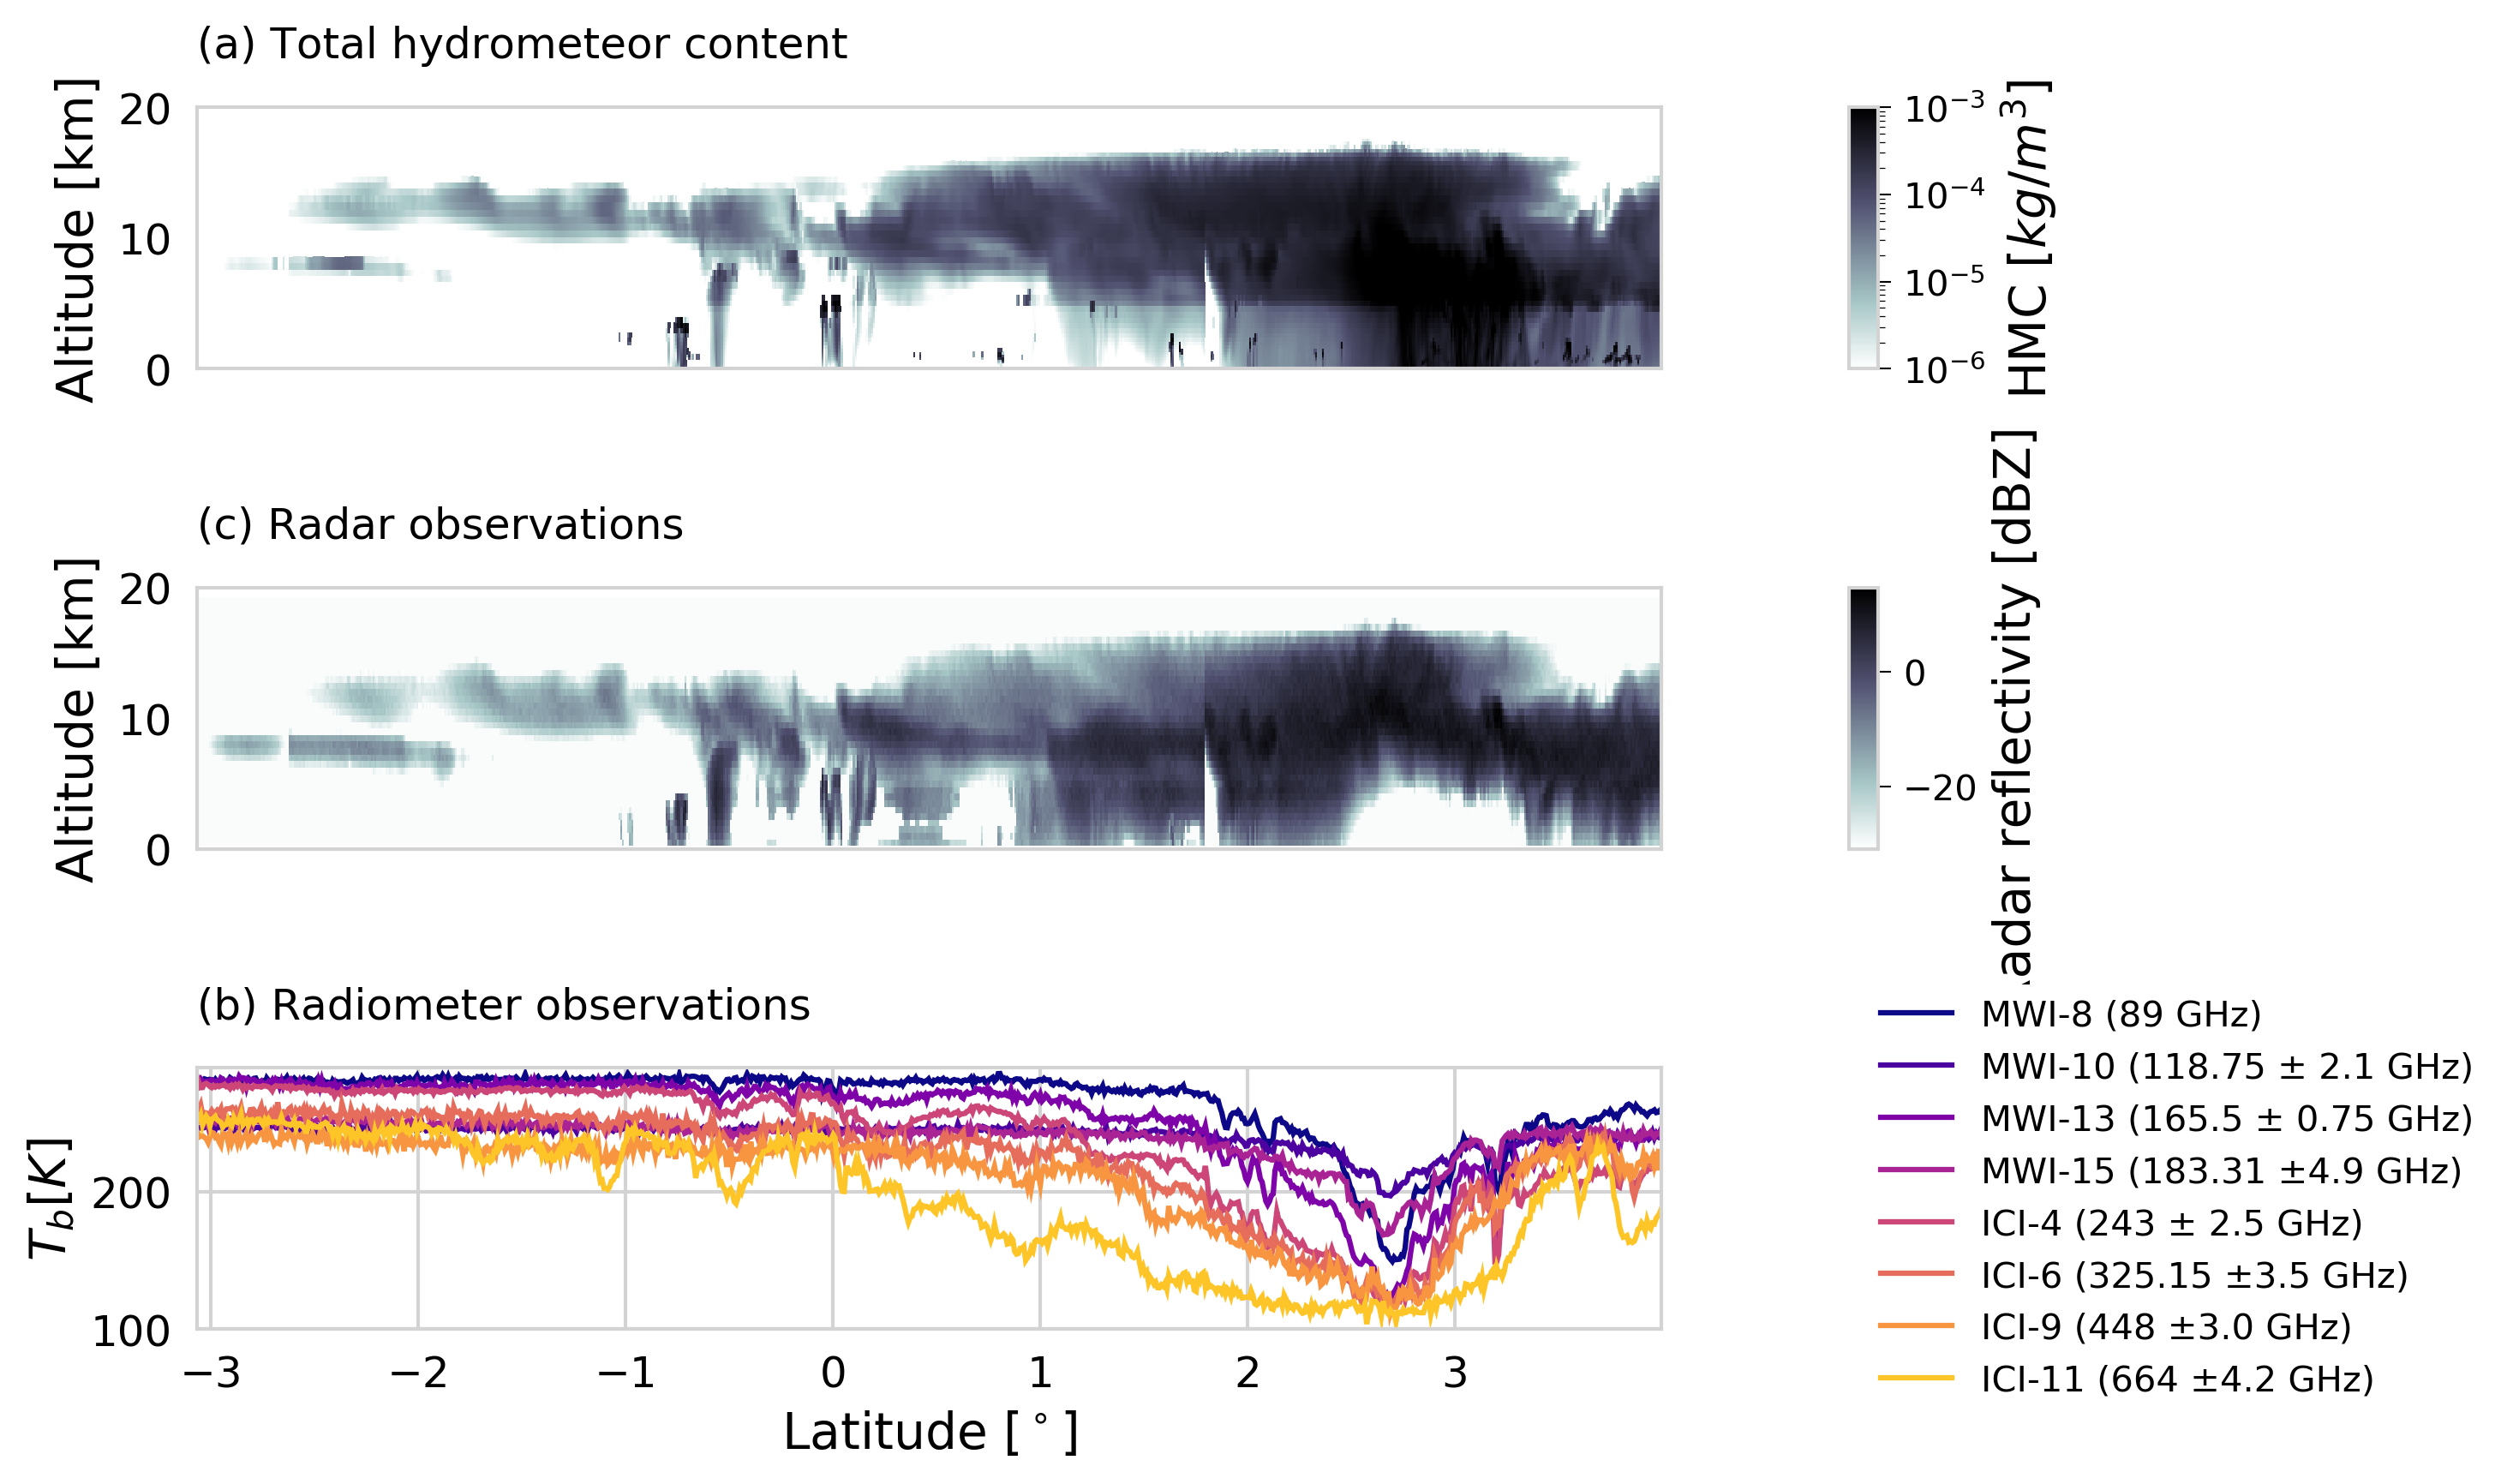 (a) Total hydrometeor content
Altitude [km]
20
10
0
10⁻³
10⁻⁴
10⁻⁵
10⁻⁶
HMC [kg/m³]
(c) Radar observations
Altitude [km]
20
10
0
0
−20
adar reflectivity [dBZ]
(b) Radiometer observations
T_b[K]
200
100
−3 −2 −1 0 1 2 3
Latitude [°]
MWI-8 (89 GHz)
MWI-10 (118.75 ± 2.1 GHz)
MWI-13 (165.5 ± 0.75 GHz)
MWI-15 (183.31 ±4.9 GHz)
ICI-4 (243 ± 2.5 GHz)
ICI-6 (325.15 ±3.5 GHz)
ICI-9 (448 ±3.0 GHz)
ICI-11 (664 ±4.2 GHz)